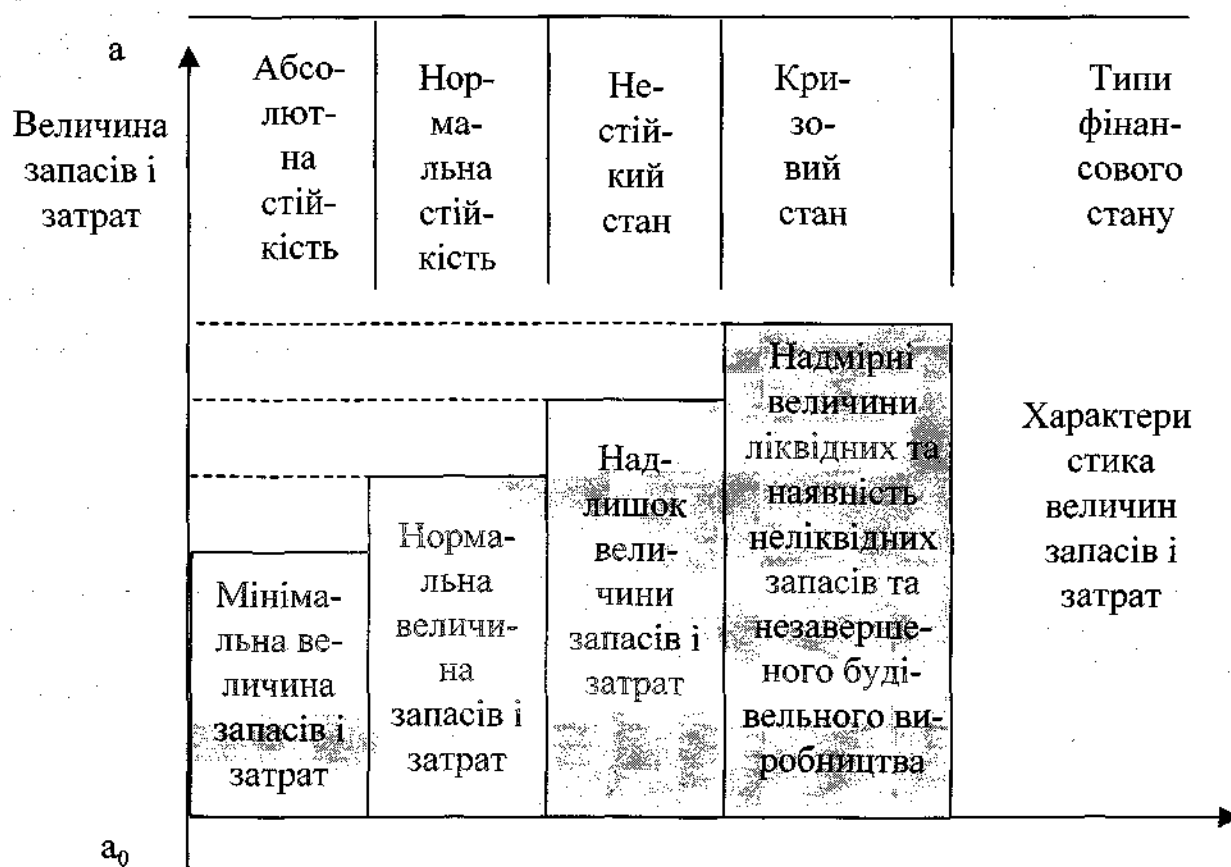 а
Величина
запасів і
затрат
Абсо-
лют-
на
стій-
кість
Нор-
ма-
льна
стій-
кість
Не-
стій-
кий
стан
Кри-
зо-
вий
стан
Типи
фінан-
сового
стану
Мініма-
льна ве-
личина
запасів і
затрат
Норма-
льна
величи-
на
запасів і
затрат
Над-
лишок
вели-
чини
запасів і
затрат
Надмірні
величини
ліквідних та
наявність
неліквідних
запасів та
незаверше-
ного буді-
вельного ви-
робництва
Характери
стика
величин
запасів і
затрат
а₀